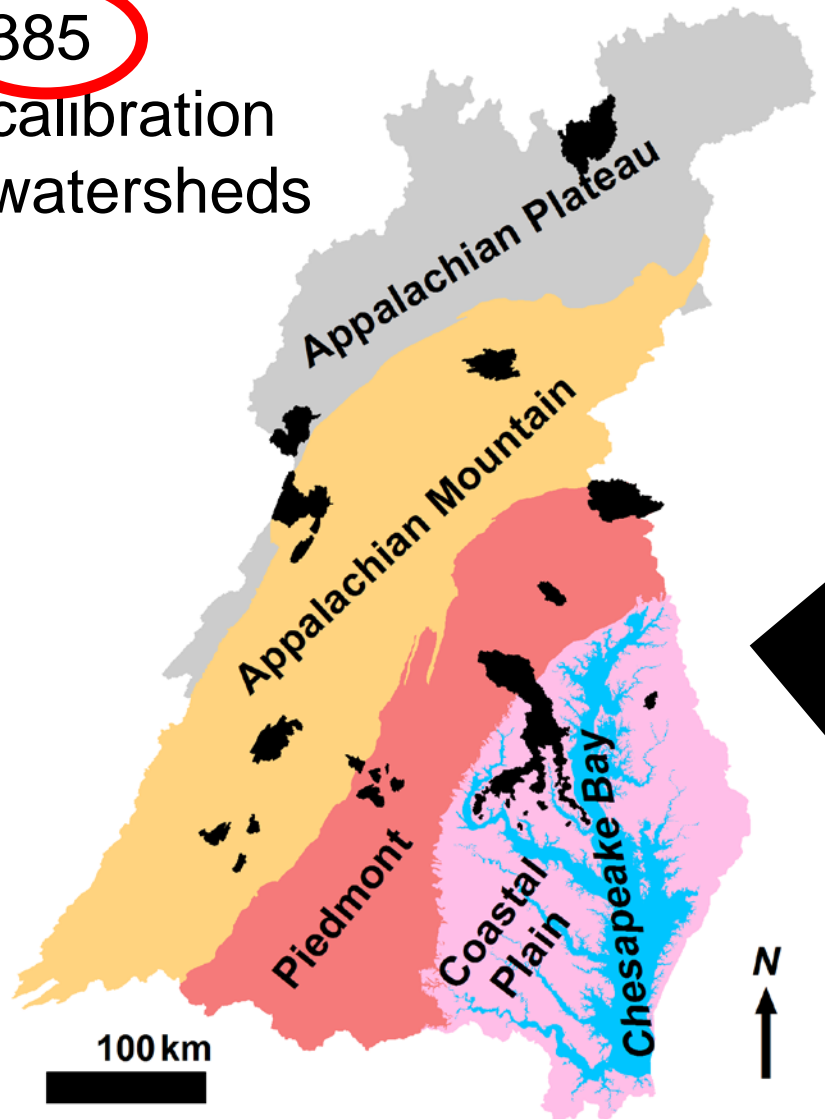 385
calibration
watersheds
Appalachian Plateau
Appalachian Mountain
Piedmont
Coastal
Plain
Chesapeake Bay
N
100 km